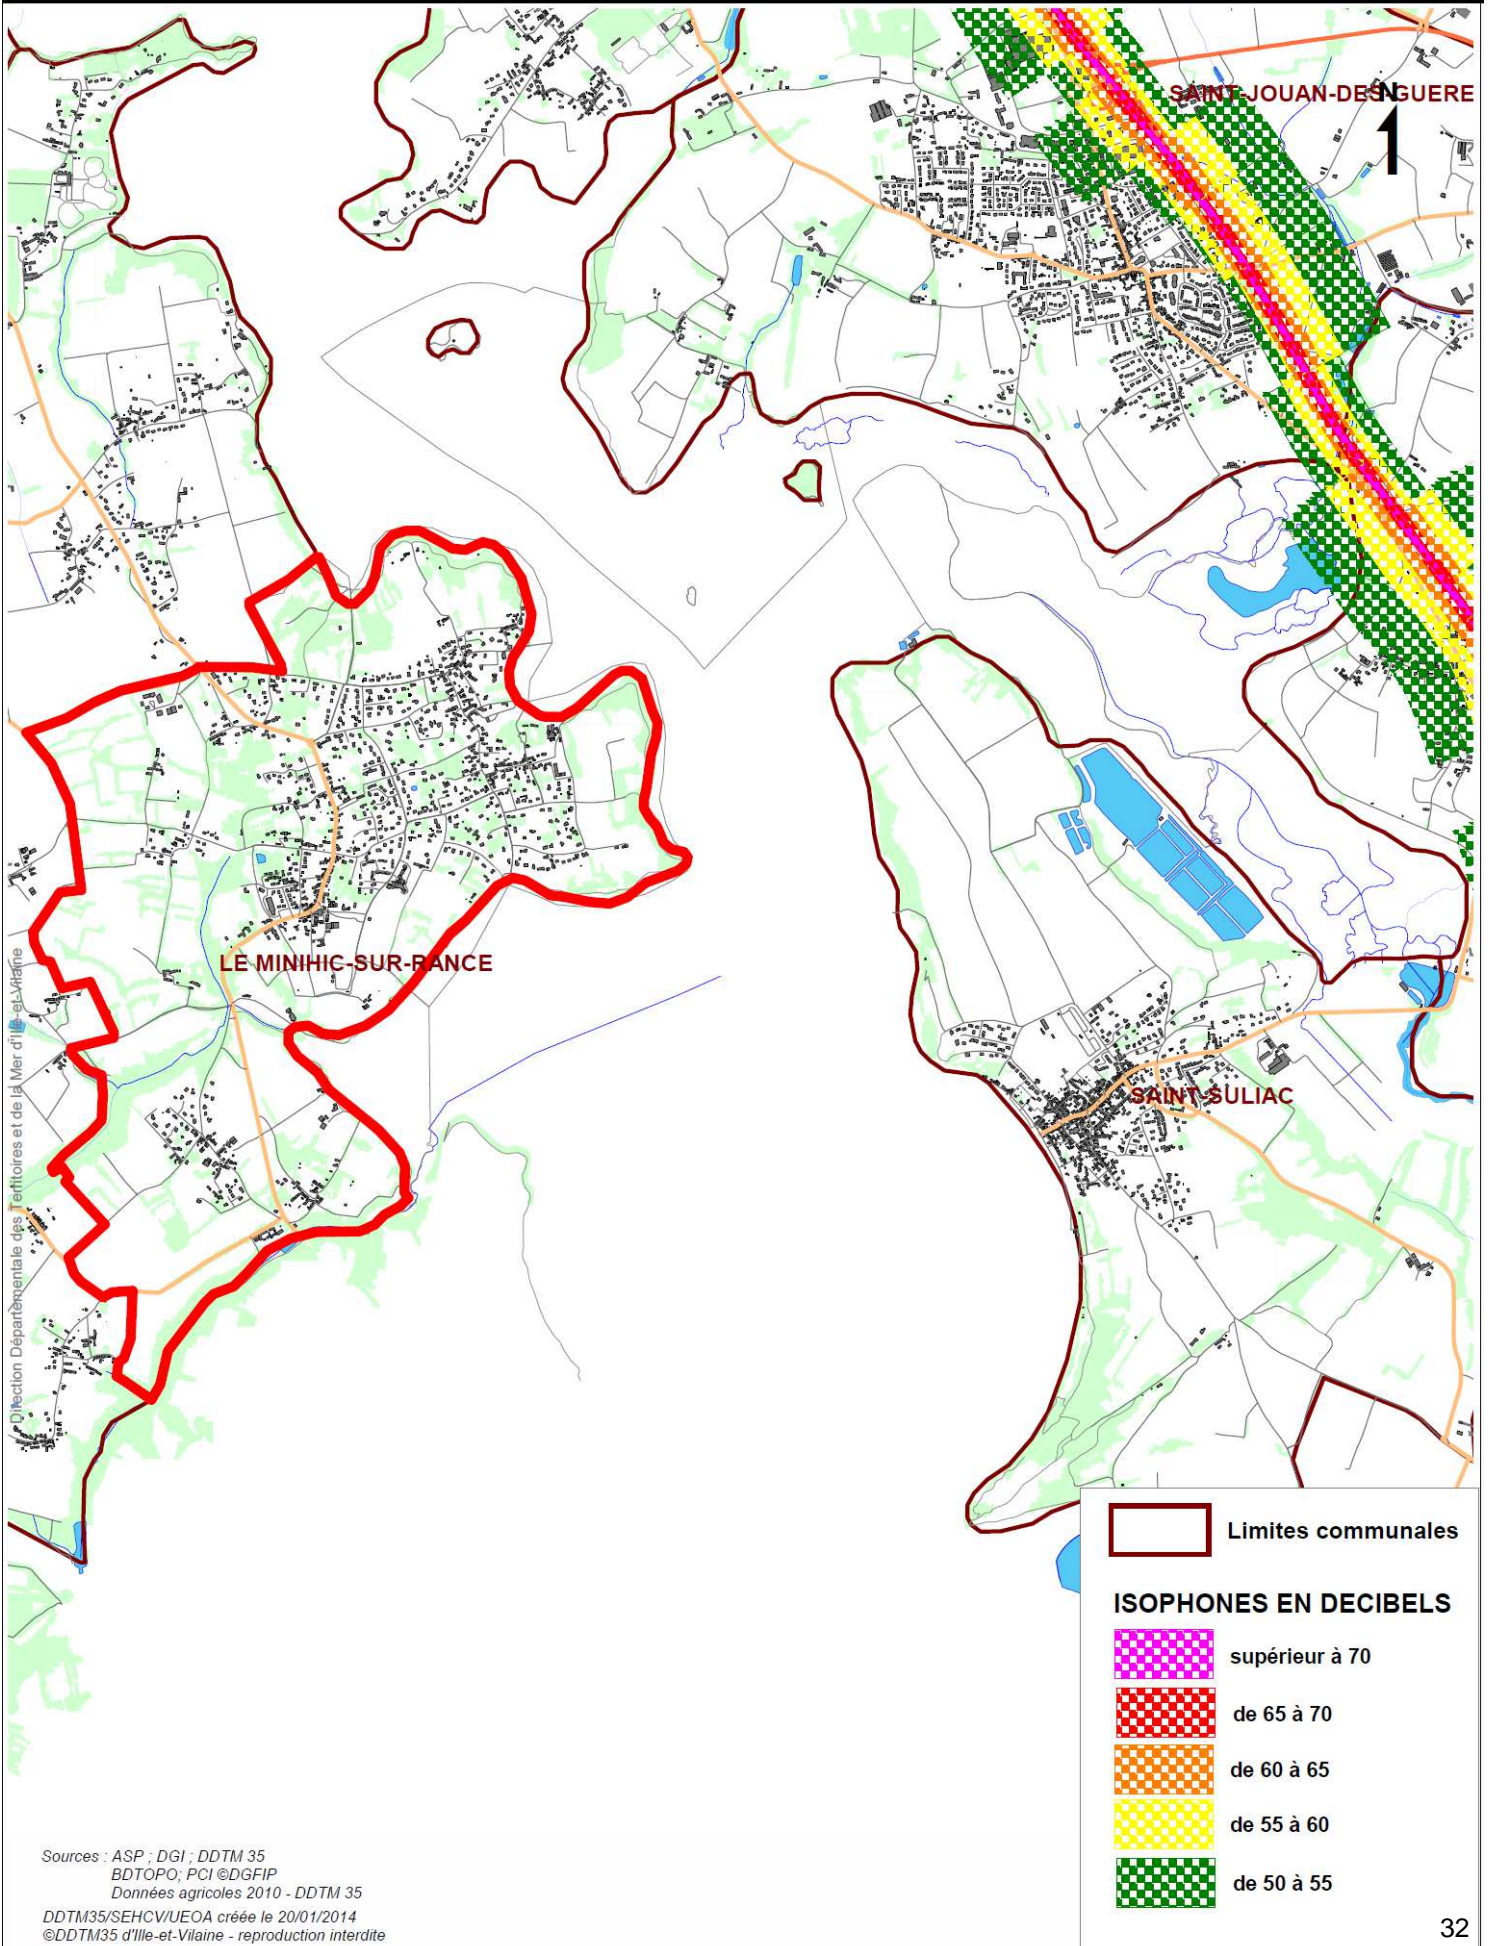 SAINT-JOUAN-DES-GUERE
N
LE MINIHIC-SUR-RANCE
SAINT-SULIAC
Direction Départementale des Territoires et de la Mer d'Ille-et-Vilaine
Limites communales
ISOPHONES EN DECIBELS
supérieur à 70
de 65 à 70
de 60 à 65
de 55 à 60
de 50 à 55
Sources : ASP ; DGI ; DDTM 35
BDTOPO; PCI ©DGFIP
Données agricoles 2010 - DDTM 35
DDTM35/SEHCV/UEOA créée le 20/01/2014
©DDTM35 d'Ille-et-Vilaine - reproduction interdite
32